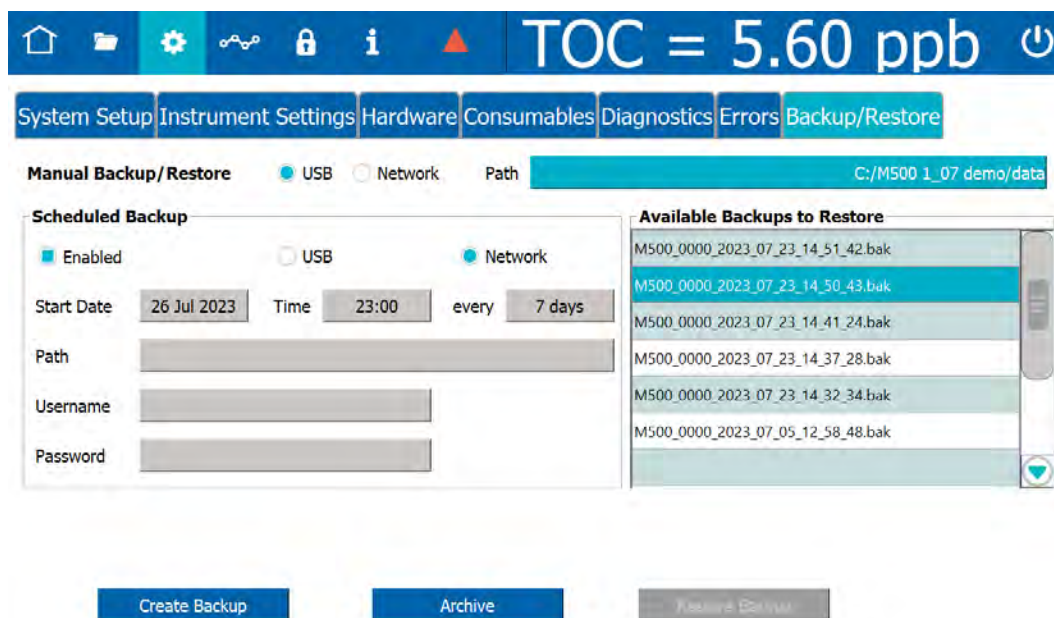 TOC = 5.60 ppb
System Setup Instrument Settings Hardware Consumables Diagnostics Errors Backup/Restore
Manual Backup/Restore USB Network Path C:/M500 1_07 demo/data
Scheduled Backup
Enabled USB Network
Start Date 26 Jul 2023 Time 23:00 every 7 days
Path
Username
Password
Available Backups to Restore
M500_0000_2023_07_23_14_51_42.bak
M500_0000_2023_07_23_14_50_43.bak
M500_0000_2023_07_23_14_41_24.bak
M500_0000_2023_07_23_14_37_28.bak
M500_0000_2023_07_23_14_32_34.bak
M500_0000_2023_07_05_12_58_48.bak
Create Backup Archive Restore Backup